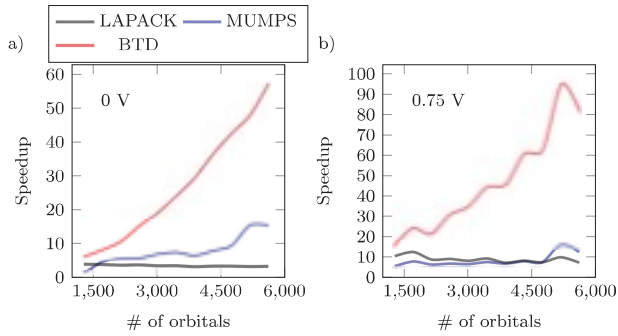 LAPACK MUMPS
BTD
a)
0 V
Speedup
60
50
40
30
20
10
0
1,500 3,000 4,500 6,000
# of orbitals
b)
0.75 V
Speedup
100
90
80
70
60
50
40
30
20
10
0
1,500 3,000 4,500 6,000
# of orbitals